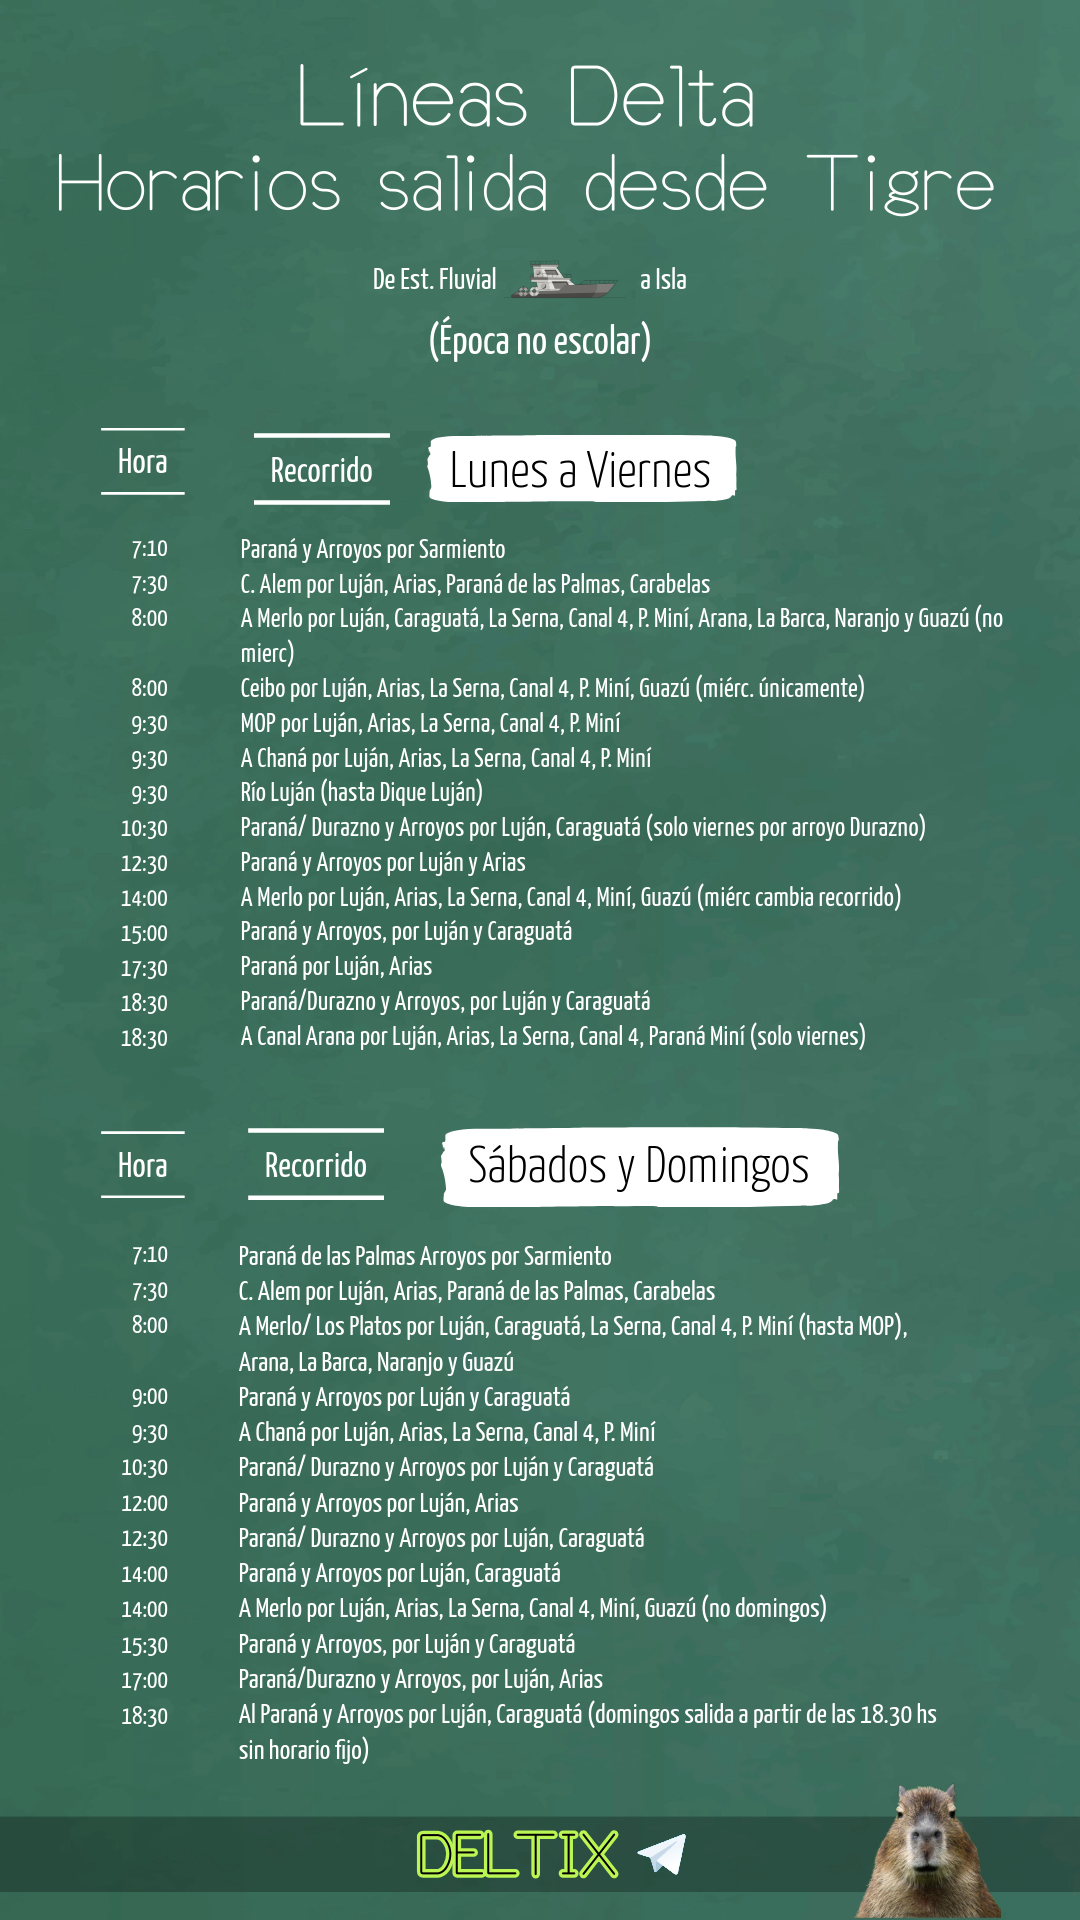 Líneas Delta
Horarios salida desde Tigre
De Est. Fluvial a Isla
(Época no escolar)
Hora Recorrido Lunes a Viernes
7:10 Paraná y Arroyos por Sarmiento
7:30 C. Alem por Luján, Arias, Paraná de las Palmas, Carabelas
8:00 A Merlo por Luján, Caraguatá, La Serna, Canal 4, P. Miní, Arana, La Barca, Naranjo y Guazú (no
mierc)
8:00 Ceibo por Luján, Arias, La Serna, Canal 4, P. Miní, Guazú (miérc. únicamente)
9:30 MOP por Luján, Arias, La Serna, Canal 4, P. Miní
9:30 A Chaná por Luján, Arias, La Serna, Canal 4, P. Miní
9:30 Río Luján (hasta Dique Luján)
10:30 Paraná/ Durazno y Arroyos por Luján, Caraguatá (solo viernes por arroyo Durazno)
12:30 Paraná y Arroyos por Luján y Arias
14:00 A Merlo por Luján, Arias, La Serna, Canal 4, Miní, Guazú (miérc cambia recorrido)
15:00 Paraná y Arroyos, por Luján y Caraguatá
17:30 Paraná por Luján, Arias
18:30 Paraná/Durazno y Arroyos, por Luján y Caraguatá
18:30 A Canal Arana por Luján, Arias, La Serna, Canal 4, Paraná Miní (solo viernes)
Hora Recorrido Sábados y Domingos
7:10 Paraná de las Palmas Arroyos por Sarmiento
7:30 C. Alem por Luján, Arias, Paraná de las Palmas, Carabelas
8:00 A Merlo/ Los Platos por Luján, Caraguatá, La Serna, Canal 4, P. Miní (hasta MOP),
Arana, La Barca, Naranjo y Guazú
9:00 Paraná y Arroyos por Luján y Caraguatá
9:30 A Chaná por Luján, Arias, La Serna, Canal 4, P. Miní
10:30 Paraná/ Durazno y Arroyos por Luján y Caraguatá
12:00 Paraná y Arroyos por Luján, Arias
12:30 Paraná/ Durazno y Arroyos por Luján, Caraguatá
14:00 Paraná y Arroyos por Luján, Caraguatá
14:00 A Merlo por Luján, Arias, La Serna, Canal 4, Miní, Guazú (no domingos)
15:30 Paraná y Arroyos, por Luján y Caraguatá
17:00 Paraná/Durazno y Arroyos, por Luján, Arias
18:30 Al Paraná y Arroyos por Luján, Caraguatá (domingos salida a partir de las 18.30 hs
sin horario fijo)
DELTIX